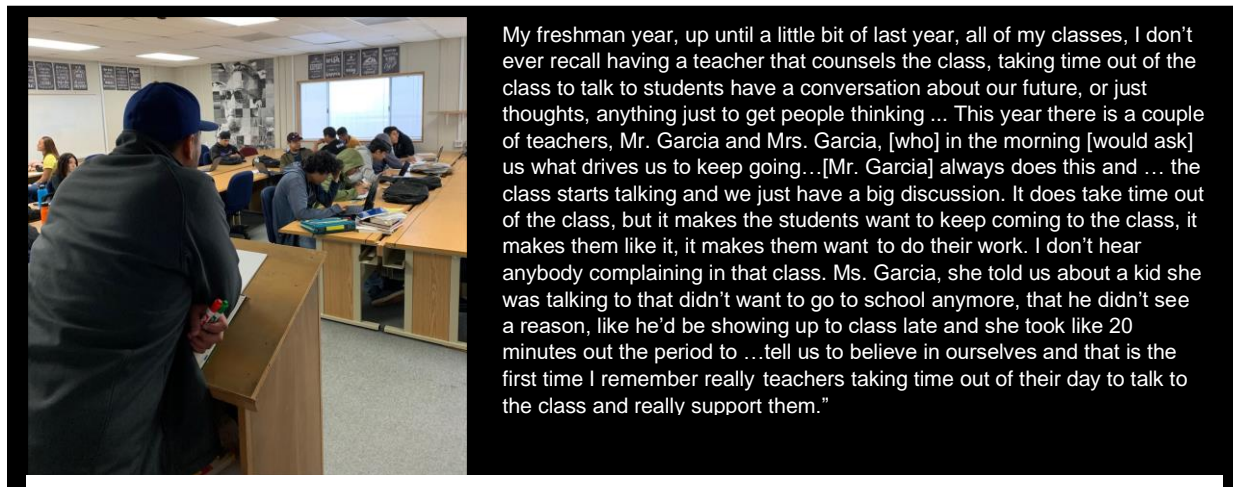 My freshman year, up until a little bit of last year, all of my classes, I don’t
ever recall having a teacher that counsels the class, taking time out of the
class to talk to students have a conversation about our future, or just
thoughts, anything just to get people thinking ... This year there is a couple
of teachers, Mr. Garcia and Mrs. Garcia, [who] in the morning [would ask]
us what drives us to keep going…[Mr. Garcia] always does this and … the
class starts talking and we just have a big discussion. It does take time out
of the class, but it makes the students want to keep coming to the class, it
makes them like it, it makes them want to do their work. I don’t hear
anybody complaining in that class. Ms. Garcia, she told us about a kid she
was talking to that didn’t want to go to school anymore, that he didn’t see
a reason, like he’d be showing up to class late and she took like 20
minutes out the period to …tell us to believe in ourselves and that is the
first time I remember really teachers taking time out of their day to talk to
the class and really support them.”